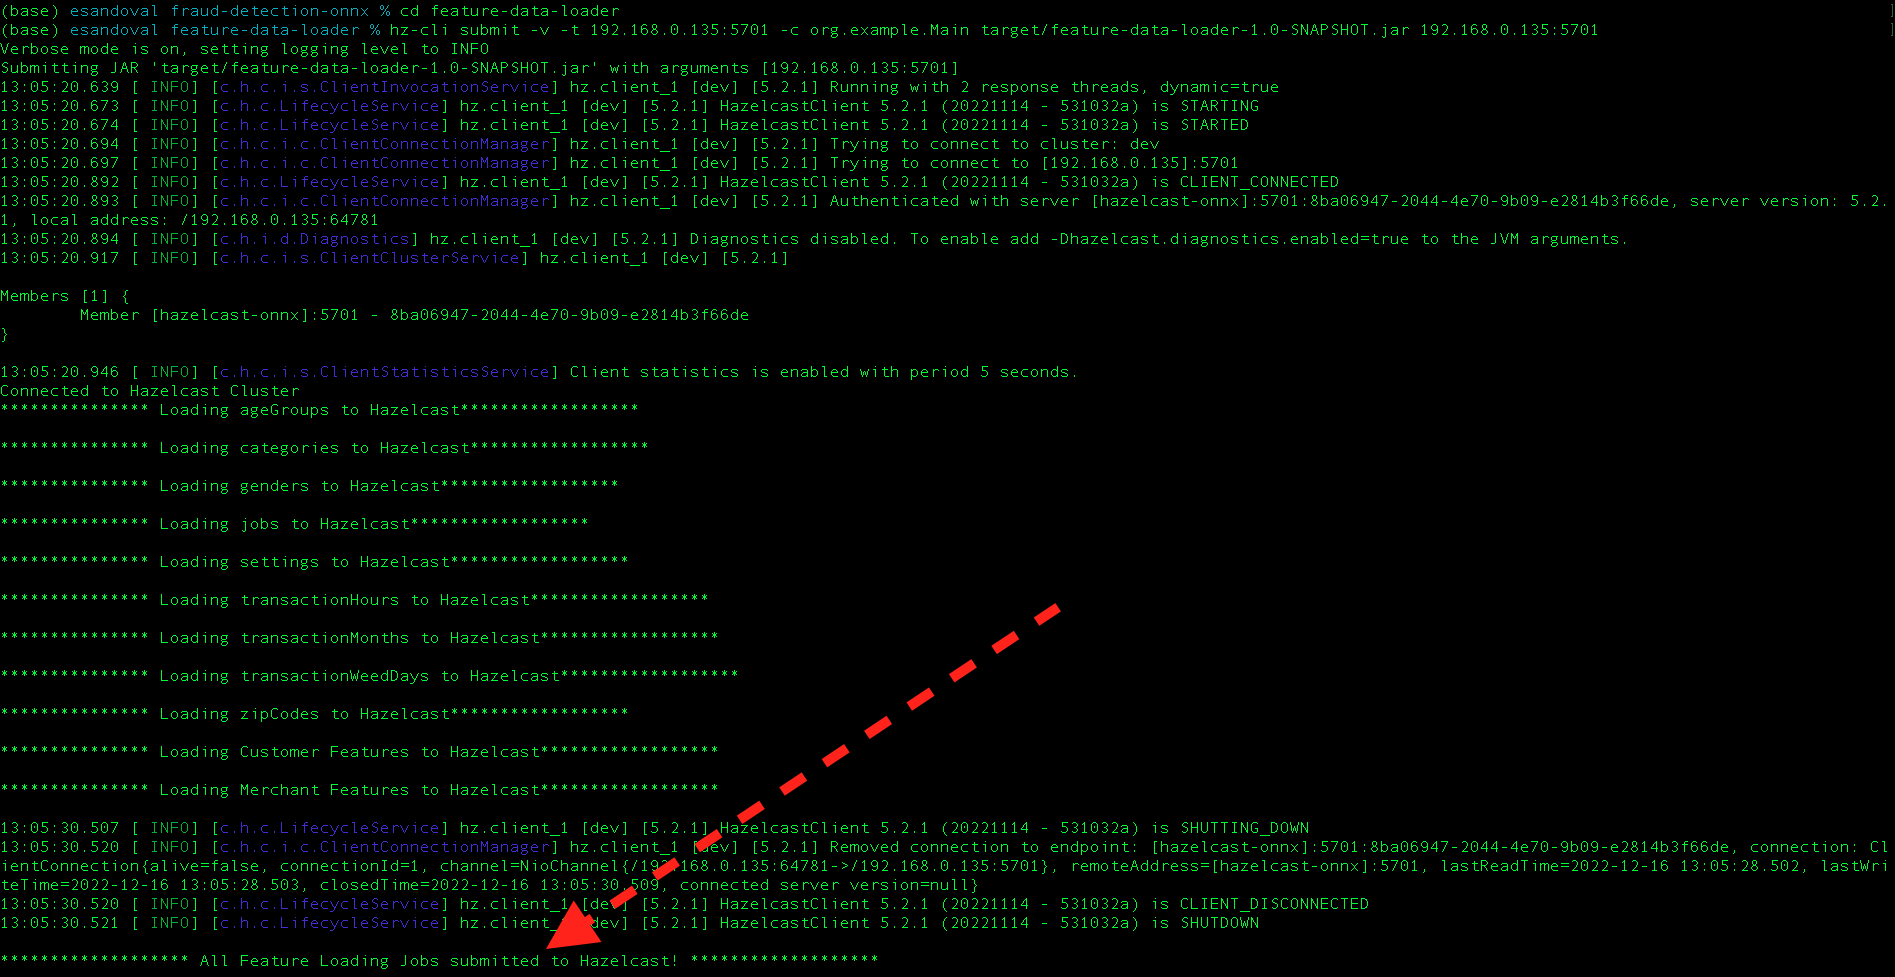 (base) esandoval fraud-detection-onnx % cd feature-data-loader
(base) esandoval feature-data-loader % hz-cli submit -v -t 192.168.0.135:5701 -c org.example.Main target/feature-data-loader-1.0-SNAPSHOT.jar 192.168.0.135:5701
Verbose mode is on, setting logging level to INFO
Submitting JAR 'target/feature-data-loader-1.0-SNAPSHOT.jar' with arguments [192.168.0.135:5701]
13:05:20.639 [ INFO] [c.h.c.i.s.ClientInvocationService] hz.client_1 [dev] [5.2.1] Running with 2 response threads, dynamic=true
13:05:20.673 [ INFO] [c.h.c.LifecycleService] hz.client_1 [dev] [5.2.1] HazelcastClient 5.2.1 (20221114 - 531032a) is STARTING
13:05:20.674 [ INFO] [c.h.c.LifecycleService] hz.client_1 [dev] [5.2.1] HazelcastClient 5.2.1 (20221114 - 531032a) is STARTED
13:05:20.694 [ INFO] [c.h.c.i.c.ClientConnectionManager] hz.client_1 [dev] [5.2.1] Trying to connect to cluster: dev
13:05:20.697 [ INFO] [c.h.c.i.c.ClientConnectionManager] hz.client_1 [dev] [5.2.1] Trying to connect to [192.168.0.135]:5701
13:05:20.892 [ INFO] [c.h.c.LifecycleService] hz.client_1 [dev] [5.2.1] HazelcastClient 5.2.1 (20221114 - 531032a) is CLIENT_CONNECTED
13:05:20.893 [ INFO] [c.h.c.i.c.ClientConnectionManager] hz.client_1 [dev] [5.2.1] Authenticated with server [hazelcast-onnx]:5701:8ba06947-2044-4e70-9b09-e2814b3f66de, server version: 5.2.
1, local address: /192.168.0.135:64781
13:05:20.894 [ INFO] [c.h.i.d.Diagnostics] hz.client_1 [dev] [5.2.1] Diagnostics disabled. To enable add -Dhazelcast.diagnostics.enabled=true to the JVM arguments.
13:05:20.917 [ INFO] [c.h.c.i.s.ClientClusterService] hz.client_1 [dev] [5.2.1]
Members [1] {
Member [hazelcast-onnx]:5701 - 8ba06947-2044-4e70-9b09-e2814b3f66de
}
13:05:20.946 [ INFO] [c.h.c.i.s.ClientStatisticsService] Client statistics is enabled with period 5 seconds.
Connected to Hazelcast Cluster
*************** Loading ageGroups to Hazelcast******************
*************** Loading categories to Hazelcast******************
*************** Loading genders to Hazelcast******************
*************** Loading jobs to Hazelcast******************
*************** Loading settings to Hazelcast******************
*************** Loading transactionHours to Hazelcast******************
*************** Loading transactionMonths to Hazelcast******************
*************** Loading transactionWeedDays to Hazelcast******************
*************** Loading zipCodes to Hazelcast******************
*************** Loading Customer Features to Hazelcast******************
*************** Loading Merchant Features to Hazelcast******************
13:05:30.507 [ INFO] [c.h.c.LifecycleService] hz.client_1 [dev] [5.2.1] HazelcastClient 5.2.1 (20221114 - 531032a) is SHUTTING_DOWN
13:05:30.520 [ INFO] [c.h.c.i.c.ClientConnectionManager] hz.client_1 [dev] [5.2.1] Removed connection to endpoint: [hazelcast-onnx]:5701:8ba06947-2044-4e70-9b09-e2814b3f66de, connection: Cl
ientConnection{alive=false, connectionId=1, channel=NioChannel{/192.168.0.135:64781->/192.168.0.135:5701}, remoteAddress=[hazelcast-onnx]:5701, lastReadTime=2022-12-16 13:05:28.502, lastWri
teTime=2022-12-16 13:05:28.503, closedTime=2022-12-16 13:05:30.509, connected server version=null}
13:05:30.520 [ INFO] [c.h.c.LifecycleService] hz.client_1 [dev] [5.2.1] HazelcastClient 5.2.1 (20221114 - 531032a) is CLIENT_DISCONNECTED
13:05:30.521 [ INFO] [c.h.c.LifecycleService] hz.client_1 [dev] [5.2.1] HazelcastClient 5.2.1 (20221114 - 531032a) is SHUTDOWN
******************* All Feature Loading Jobs submitted to Hazelcast! *******************